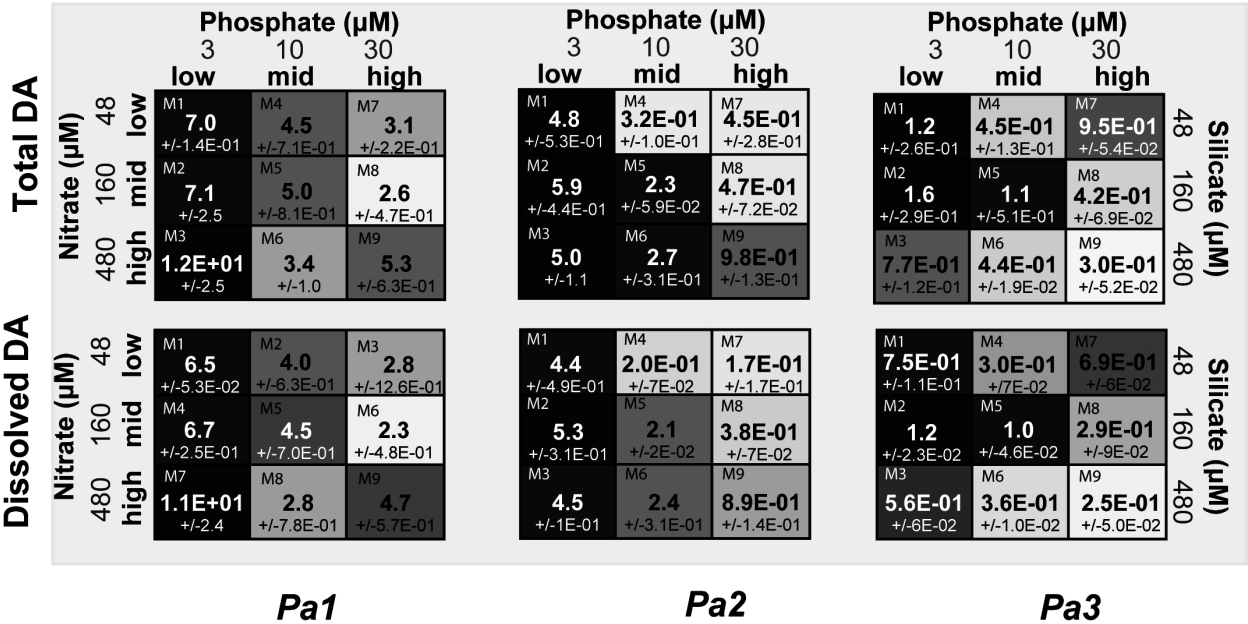 Phosphate (µM) Phosphate (µM) Phosphate (µM)
3 10 30 3 10 30 3 10 30
low mid high low mid high low mid high
Total DA
Nitrate (µM)
48 low
160 mid
480 high
M1 M4 M7
7.0 4.5 3.1
+/-1.4E-01 +/-7.1E-01 +/-2.2E-01
M2 M5 M8
7.1 5.0 2.6
+/-2.5 +/-8.1E-01 +/-4.7E-01
M3 M6 M9
1.2E+01 3.4 5.3
+/-2.5 +/-1.0 +/-6.3E-01
M1 M4 M7
4.8 3.2E-01 4.5E-01
+/-5.3E-01 +/-1.0E-01 +/-2.8E-01
M2 M5 M8
5.9 2.3 4.7E-01
+/-4.4E-01 +/-5.9E-02 +/-7.2E-02
M3 M6 M9
5.0 2.7 9.8E-01
+/-1.1 +/-3.1E-01 +/-1.3E-01
M1 M4 M7
1.2 4.5E-01 9.5E-01
+/-2.6E-01 +/-1.3E-01 +/-5.4E-02
M2 M5 M8
1.6 1.1 4.2E-01
+/-2.9E-01 +/-5.1E-01 +/-6.9E-02
M3 M6 M9
7.7E-01 4.4E-01 3.0E-01
+/-1.2E-01 +/-1.9E-02 +/-5.2E-02
48
160
480
Silicate (µM)
Dissolved DA
Nitrate (µM)
48 low
160 mid
480 high
M1 M2 M3
6.5 4.0 2.8
+/-5.3E-02 +/-6.3E-01 +/-12.6E-01
M4 M5 M6
6.7 4.5 2.3
+/-2.5E-01 +/-7.0E-01 +/-4.8E-01
M7 M8 M9
1.1E+01 2.8 4.7
+/-2.4 +/-7.8E-01 +/-5.7E-01
M1 M4 M7
4.4 2.0E-01 1.7E-01
+/-4.9E-01 +/-7E-02 +/-1.7E-01
M2 M5 M8
5.3 2.1 3.8E-01
+/-3.1E-01 +/-2E-02 +/-7E-02
M3 M6 M9
4.5 2.4 8.9E-01
+/-1E-01 +/-3.1E-01 +/-1.4E-01
M1 M4 M7
7.5E-01 3.0E-01 6.9E-01
+/-1.1E-01 +/7E-02 +/-6E-02
M2 M5 M8
1.2 1.0 2.9E-01
+/-2.3E-02 +/-4.6E-02 +/-9E-02
M3 M6 M9
5.6E-01 3.6E-01 2.5E-01
+/-6E-02 +/-1.0E-02 +/-5.0E-02
48
160
480
Silicate (µM)
Pa1 Pa2 Pa3